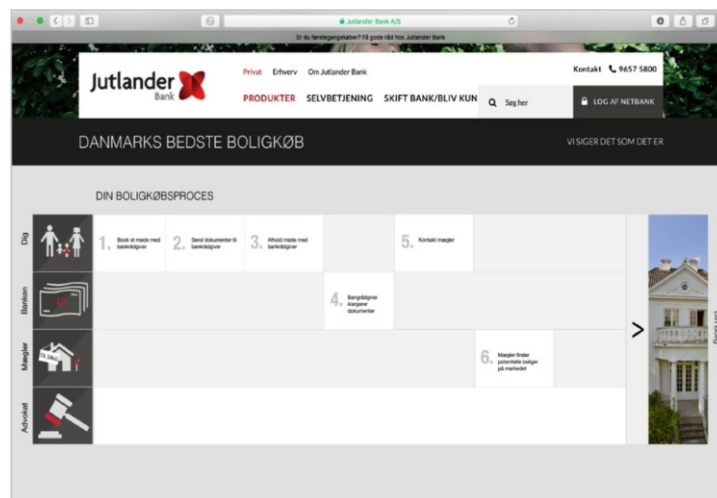 Jutlander Bank A/S
Er du førstegangskøber? Få gode råd hos Jutlander Bank
Jutlander
Bank
Privat Erhverv Om Jutlander Bank
Kontakt 9657 5800
PRODUKTER SELVBETJENING SKIFT BANK/BLIV KUN
Søg her
LOG AF NETBANK
DANMARKS BEDSTE BOLIGKØB
VI SIGER DET SOM DET ER
DIN BOLIGKØBSPROCES
Dig
1. Book et møde med
bankrådgiver
2. Send dokumenter til
bankrådgiver
3. Afhold møde med
bankrådgiver
5. Kontakt mægler
Banken
4. Bangrådgiver
klargører
dokumenter
Mægler
TIL SALG
6. Mægler finder
potentielle boliger
på markedet
Advokat
>